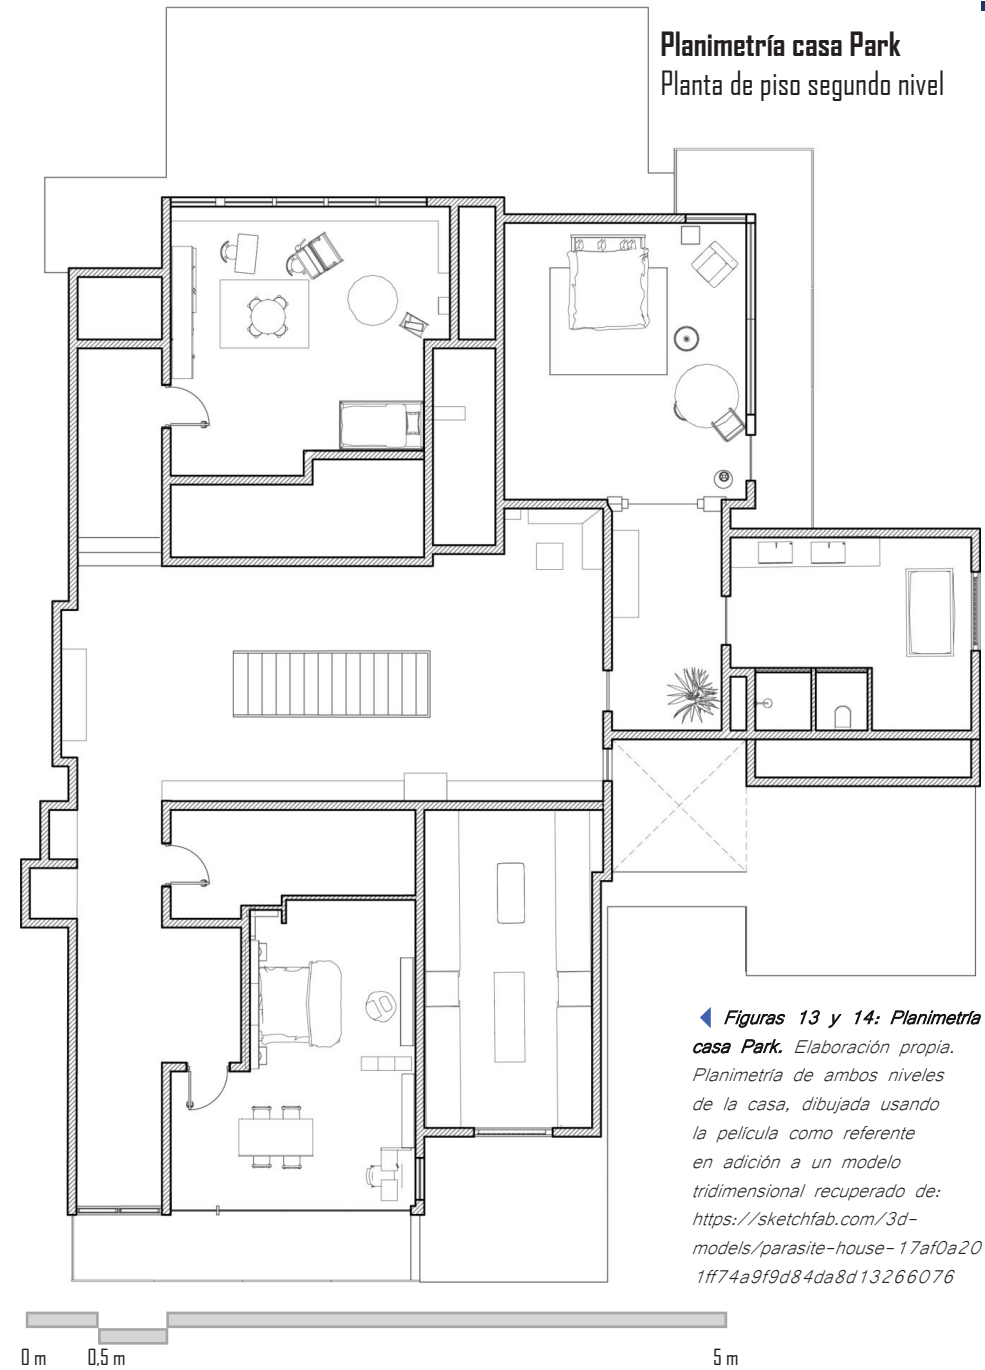 Planimetría casa Park
Planta de piso segundo nivel
Figuras 13 y 14: Planimetría
casa Park. Elaboración propia.
Planimetría de ambos niveles
de la casa, dibujada usando
la película como referente
en adición a un modelo
tridimensional recuperado de:
https://sketchfab.com/3d-
models/parasite-house-17af0a20
1ff74a9f9d84da8d13266076
0 m 0,5 m 5 m